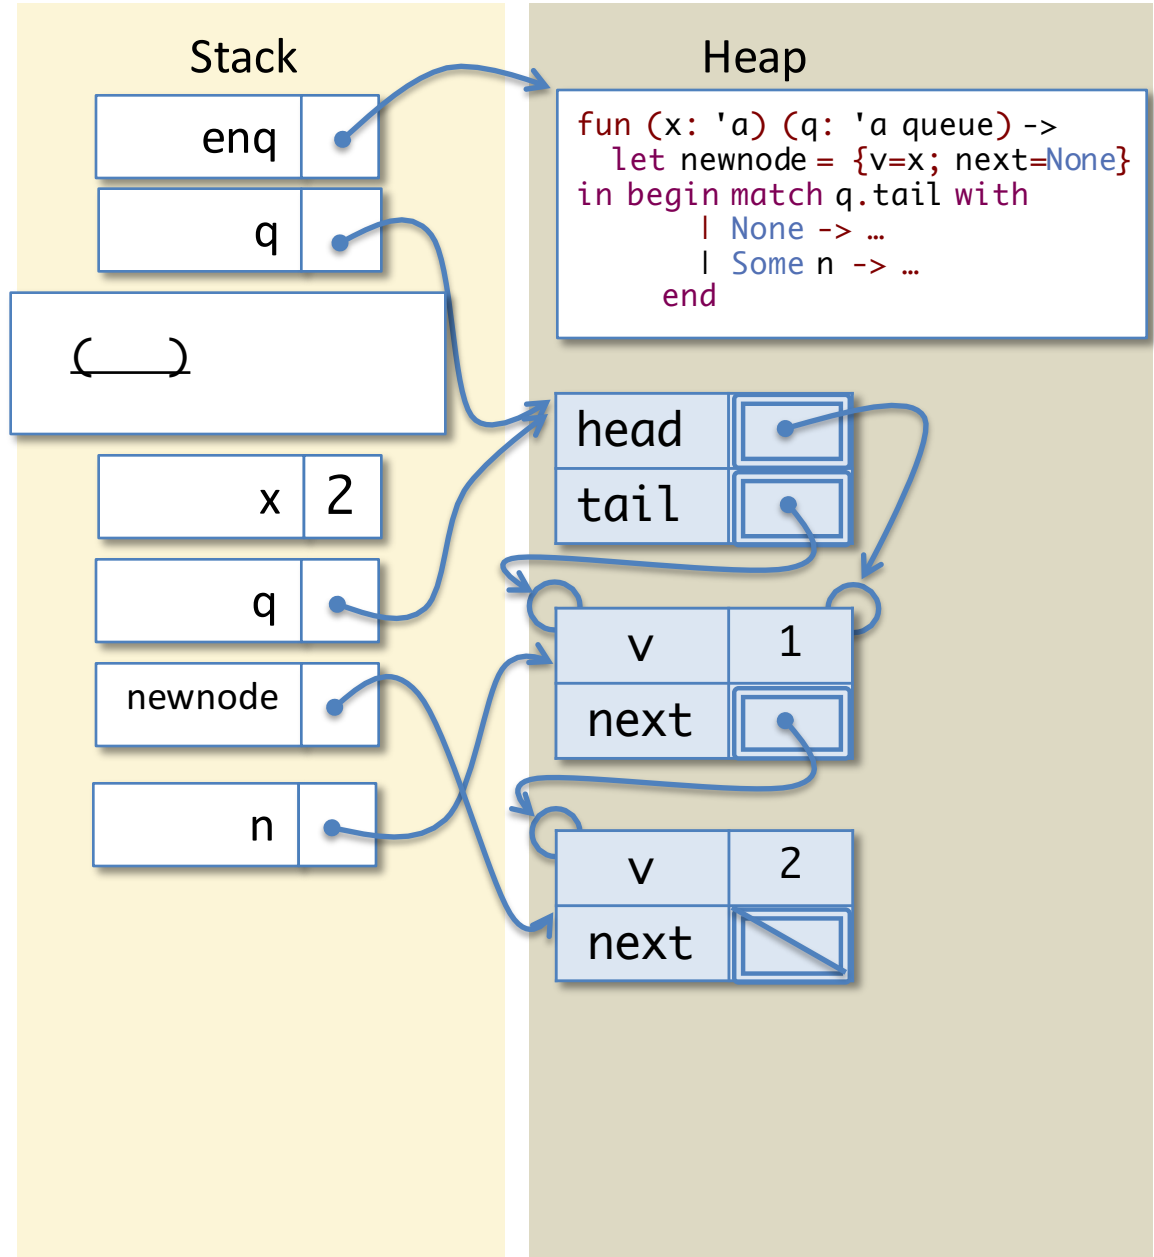 Stack
enq
q
(____)
x 2
q
newnode
n
Heap
fun (x: 'a) (q: 'a queue) ->
let newnode = {v=x; next=None}
in begin match q.tail with
| None -> …
| Some n -> …
end
head
tail
v 1
next
v 2
next